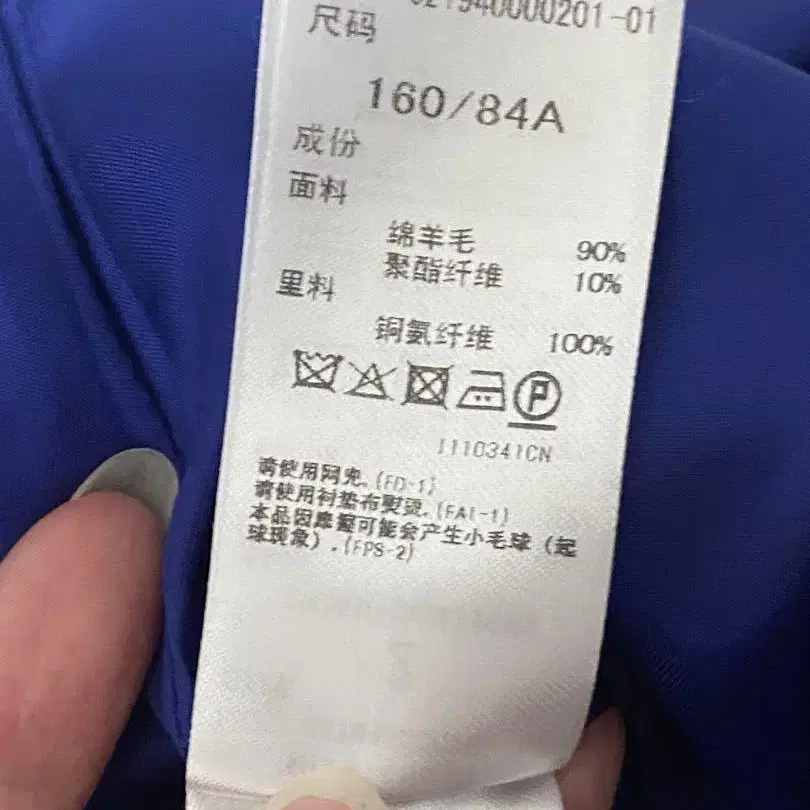 尺码
160/84A
成份
面料
绵羊毛 90%
聚酯纤维 10%
里料
铜氨纤维 100%
P
1110341CN
请使用网兜.(FD-1)
请使用衬垫布熨烫.(FAI-1)
本品因摩擦可能会产生小毛球（起
球现象）.(FPS-2)